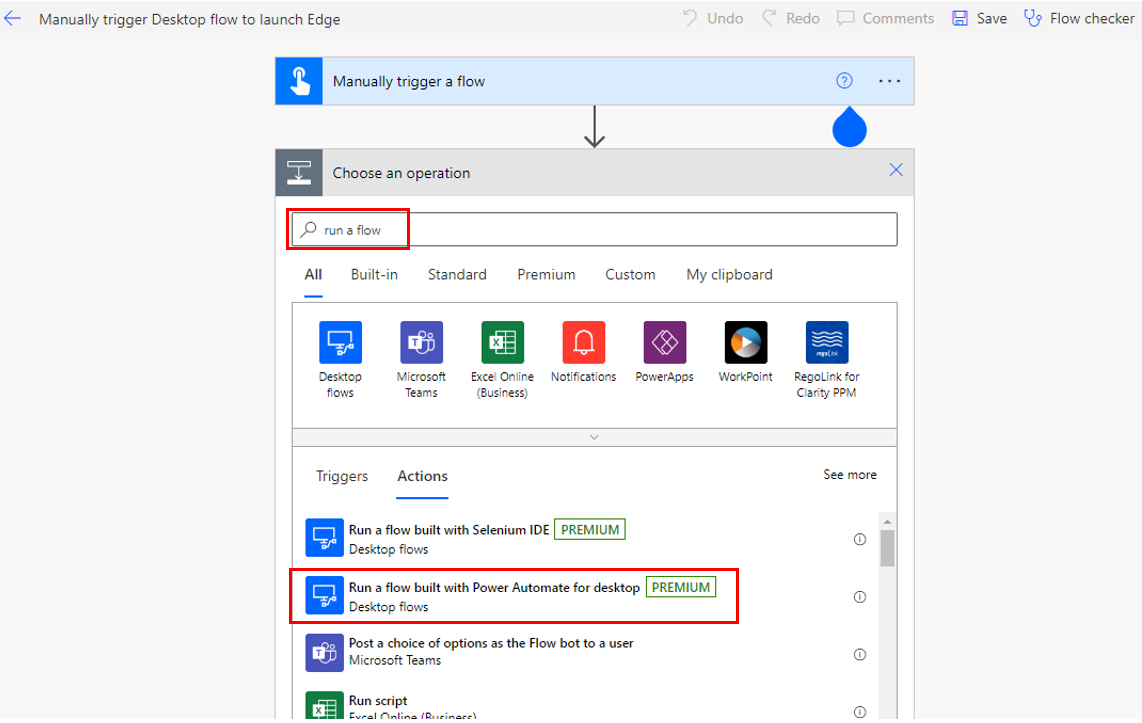 Manually trigger Desktop flow to launch Edge
Undo
Redo
Comments
Save
Flow checker
Manually trigger a flow
?
Choose an operation
run a flow
All
Built-in
Standard
Premium
Custom
My clipboard
Desktop
flows
Microsoft
Teams
Excel Online
(Business)
Notifications
PowerApps
WorkPoint
RegoLink for
Clarity PPM
Triggers
Actions
See more
Run a flow built with Selenium IDE PREMIUM
Desktop flows
Run a flow built with Power Automate for desktop PREMIUM
Desktop flows
Post a choice of options as the Flow bot to a user
Microsoft Teams
Run script
Excel Online (Business)